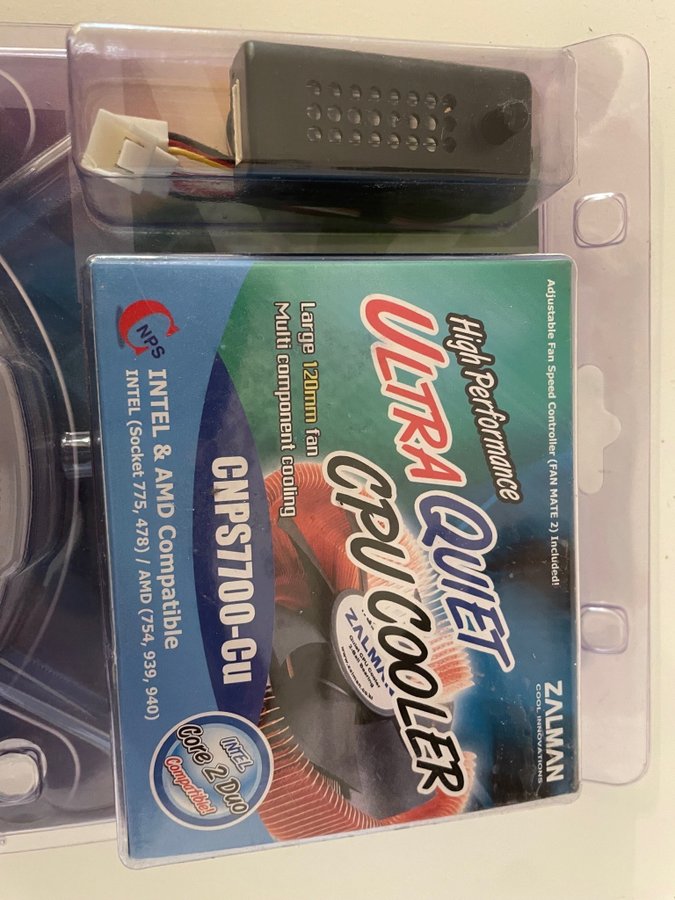 Adjustable Fan Speed Controller (FAN MATE 2) Included!
ZALMAN
COOL INNOVATIONS
High Performance
ULTRA QUIET
CPU COOLER
Large 120mm fan
Multi component cooling
ZALMAN
CNPS7700-Cu
CNPS
INTEL & AMD Compatible
INTEL (Socket 775, 478) / AMD (754, 939, 940)
INTEL
Core 2 Duo
Compatible!